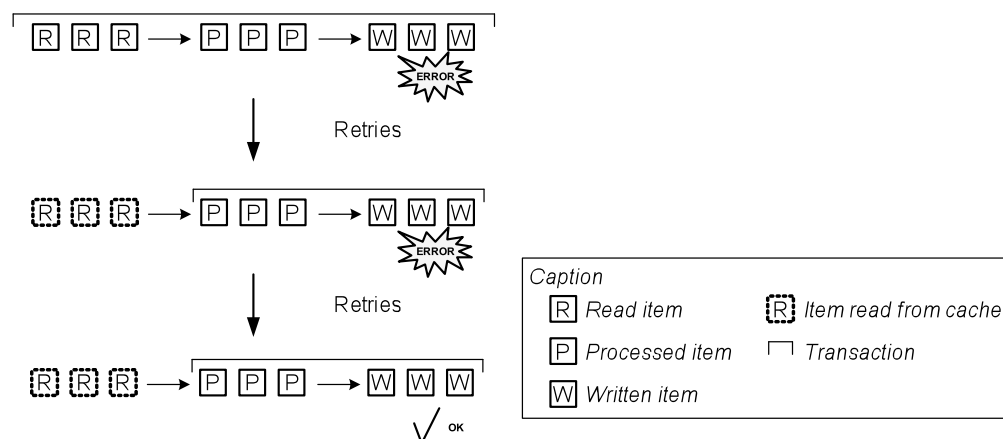 R R R P P P W W W
ERROR
Retries
R R R P P P W W W
ERROR
Retries
R R R P P P W W W
OK
Caption
R Read item
R Item read from cache
P Processed item
Transaction
W Written item